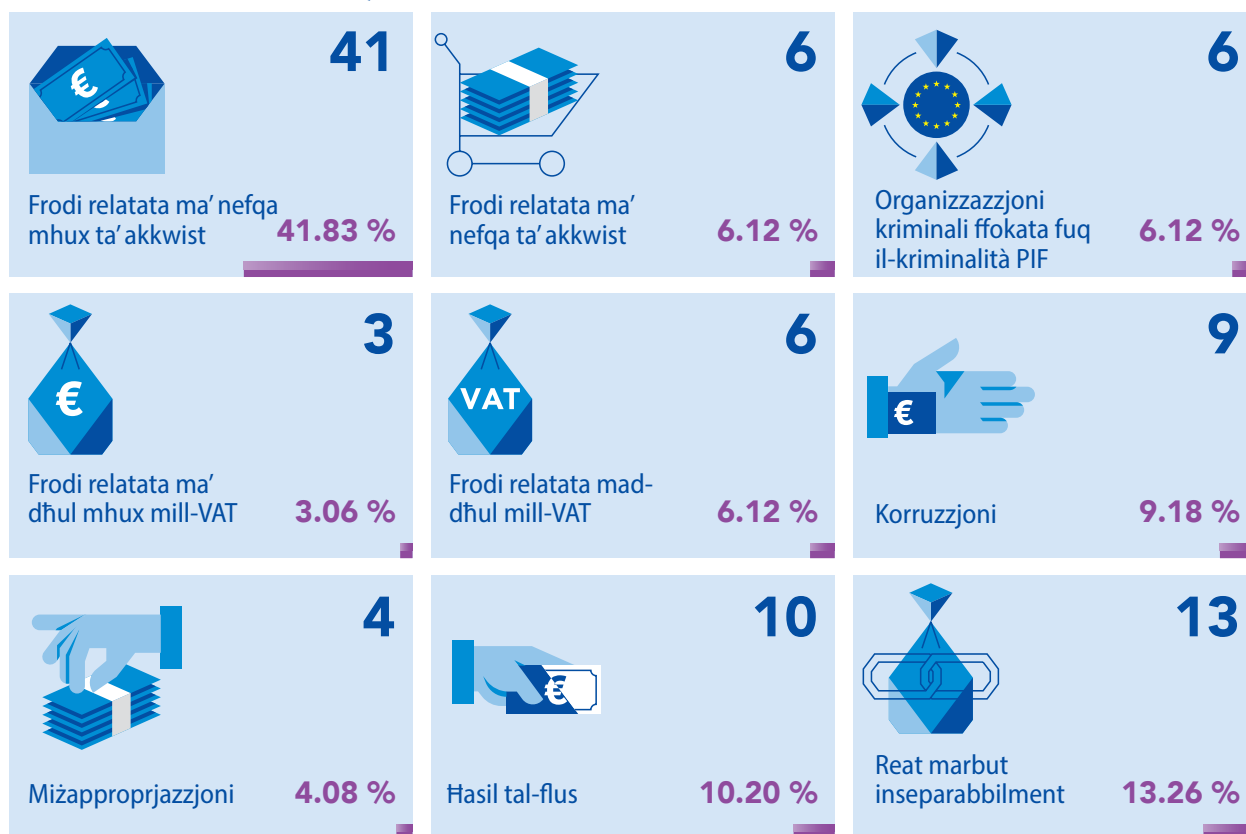 41
€
Frodi relatata ma' nefqa
mhux ta' akkwist
41.83 %
6
Frodi relatata ma'
nefqa ta' akkwist
6.12 %
6
Organizzazzjoni
kriminali ffokata fuq
il-kriminalità PIF
6.12 %
3
€
Frodi relatata ma'
dħul mhux mill-VAT
3.06 %
6
VAT
Frodi relatata mad-
dħul mill-VAT
6.12 %
9
€
Korruzzjoni
9.18 %
4
Miżapproprjazzjoni
4.08 %
10
€
Ħasil tal-flus
10.20 %
13
Reat marbut
inseparabbilment
13.26 %